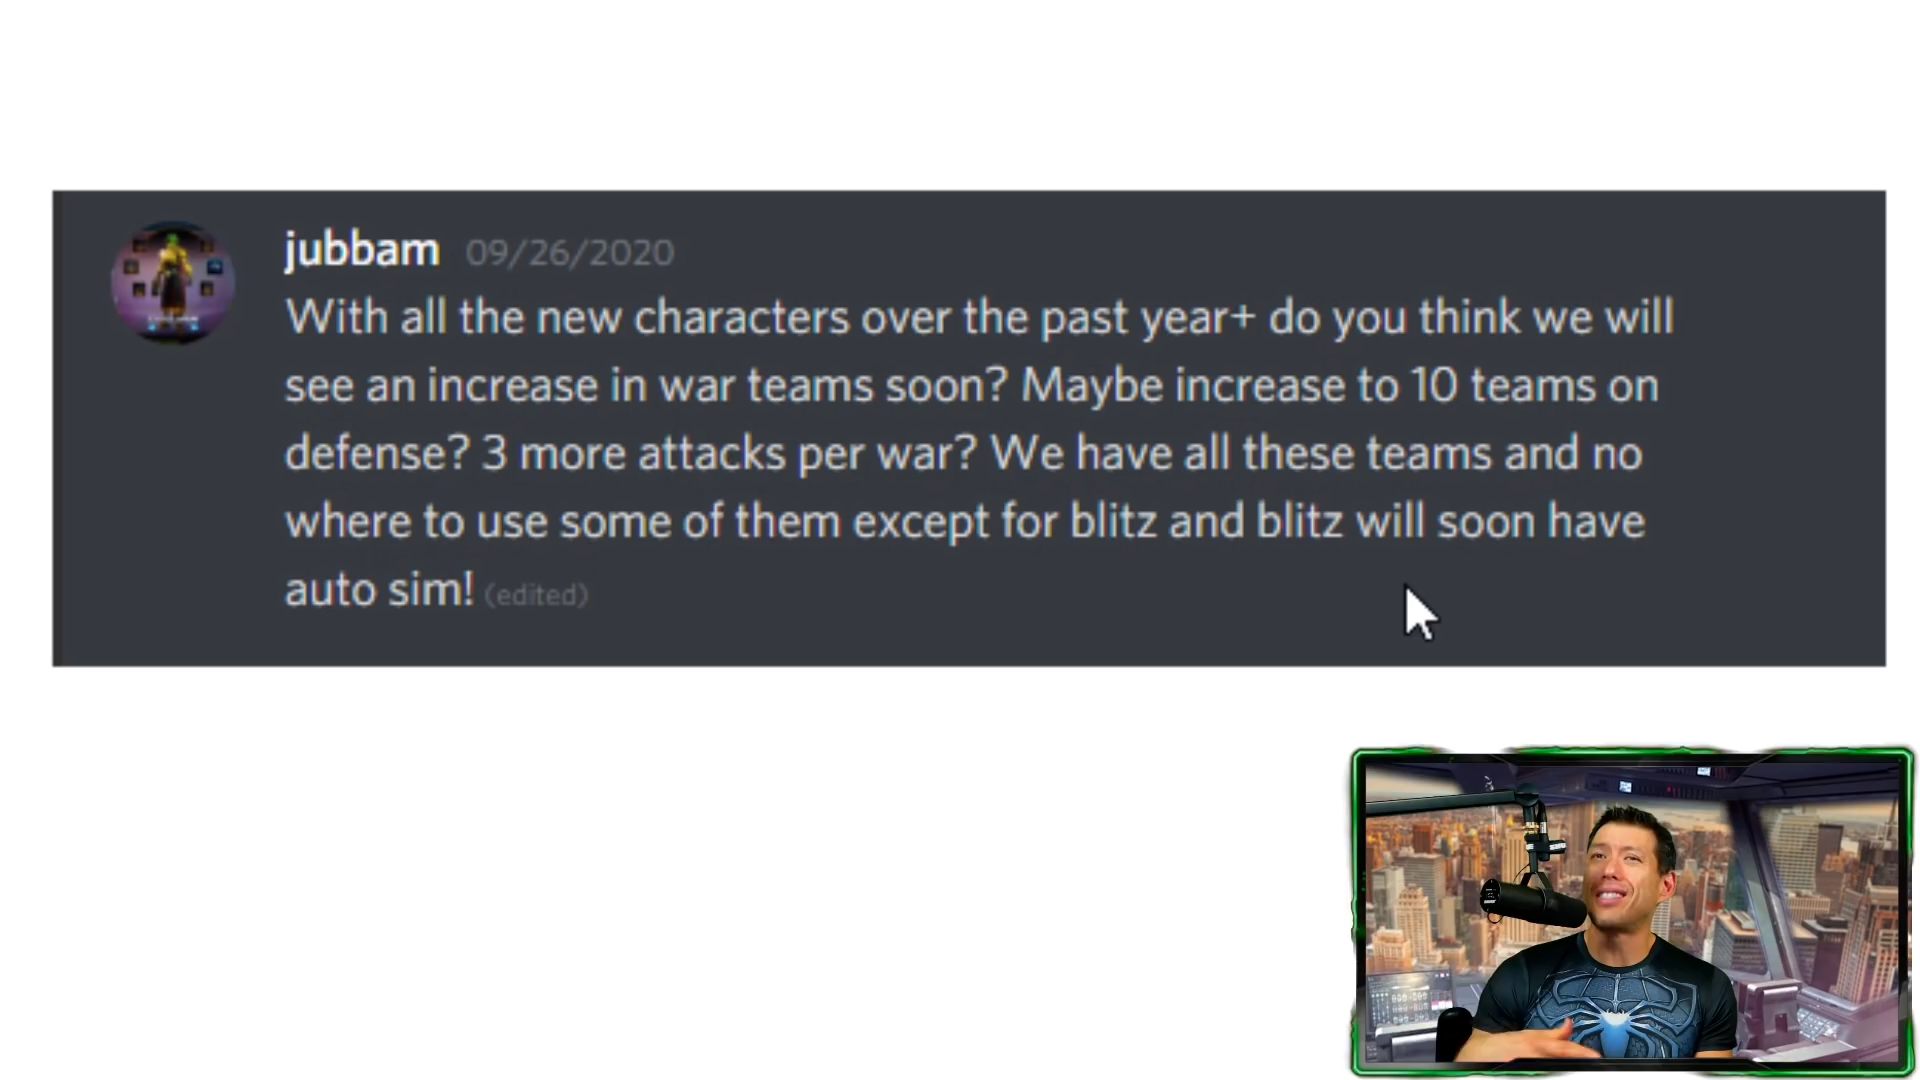 jubbam 09/26/2020
With all the new characters over the past year+ do you think we will
see an increase in war teams soon? Maybe increase to 10 teams on
defense? 3 more attacks per war? We have all these teams and no
where to use some of them except for blitz and blitz will soon have
auto sim! (edited)